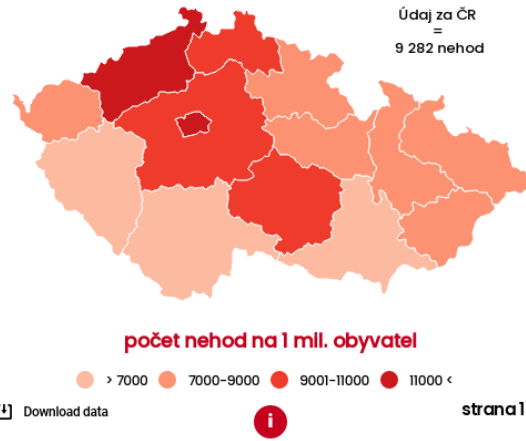 Údaj za ČR
=
9 282 nehod
počet nehod na 1 mil. obyvatel
> 7000 7000-9000 9001-11000 11000 <
Download data
i
strana 1